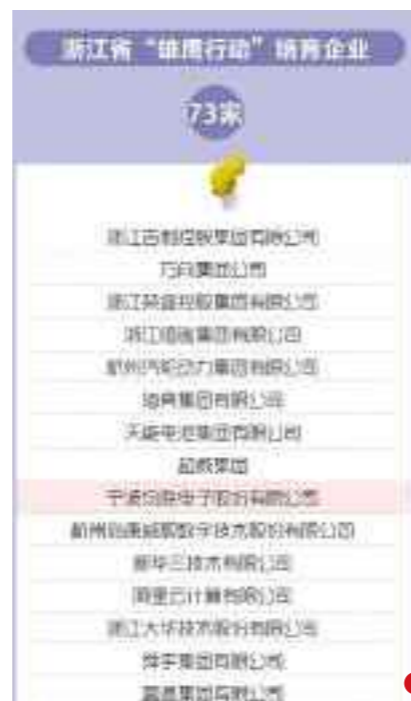 浙江省“雄鹰行动”培育企业
73家
浙江吉利控股集团有限公司
万向集团公司
浙江荣盛控股集团有限公司
浙江恒逸集团有限公司
杭州汽轮动力集团有限公司
集团有限公司
天能电池集团有限公司
超威集团
宁波均胜电子股份有限公司
杭州海康威视数字技术股份有限公司
新华三技术有限公司
阿里云计算有限公司
浙江大华技术股份有限公司
舜宇集团有限公司
富通集团有限公司